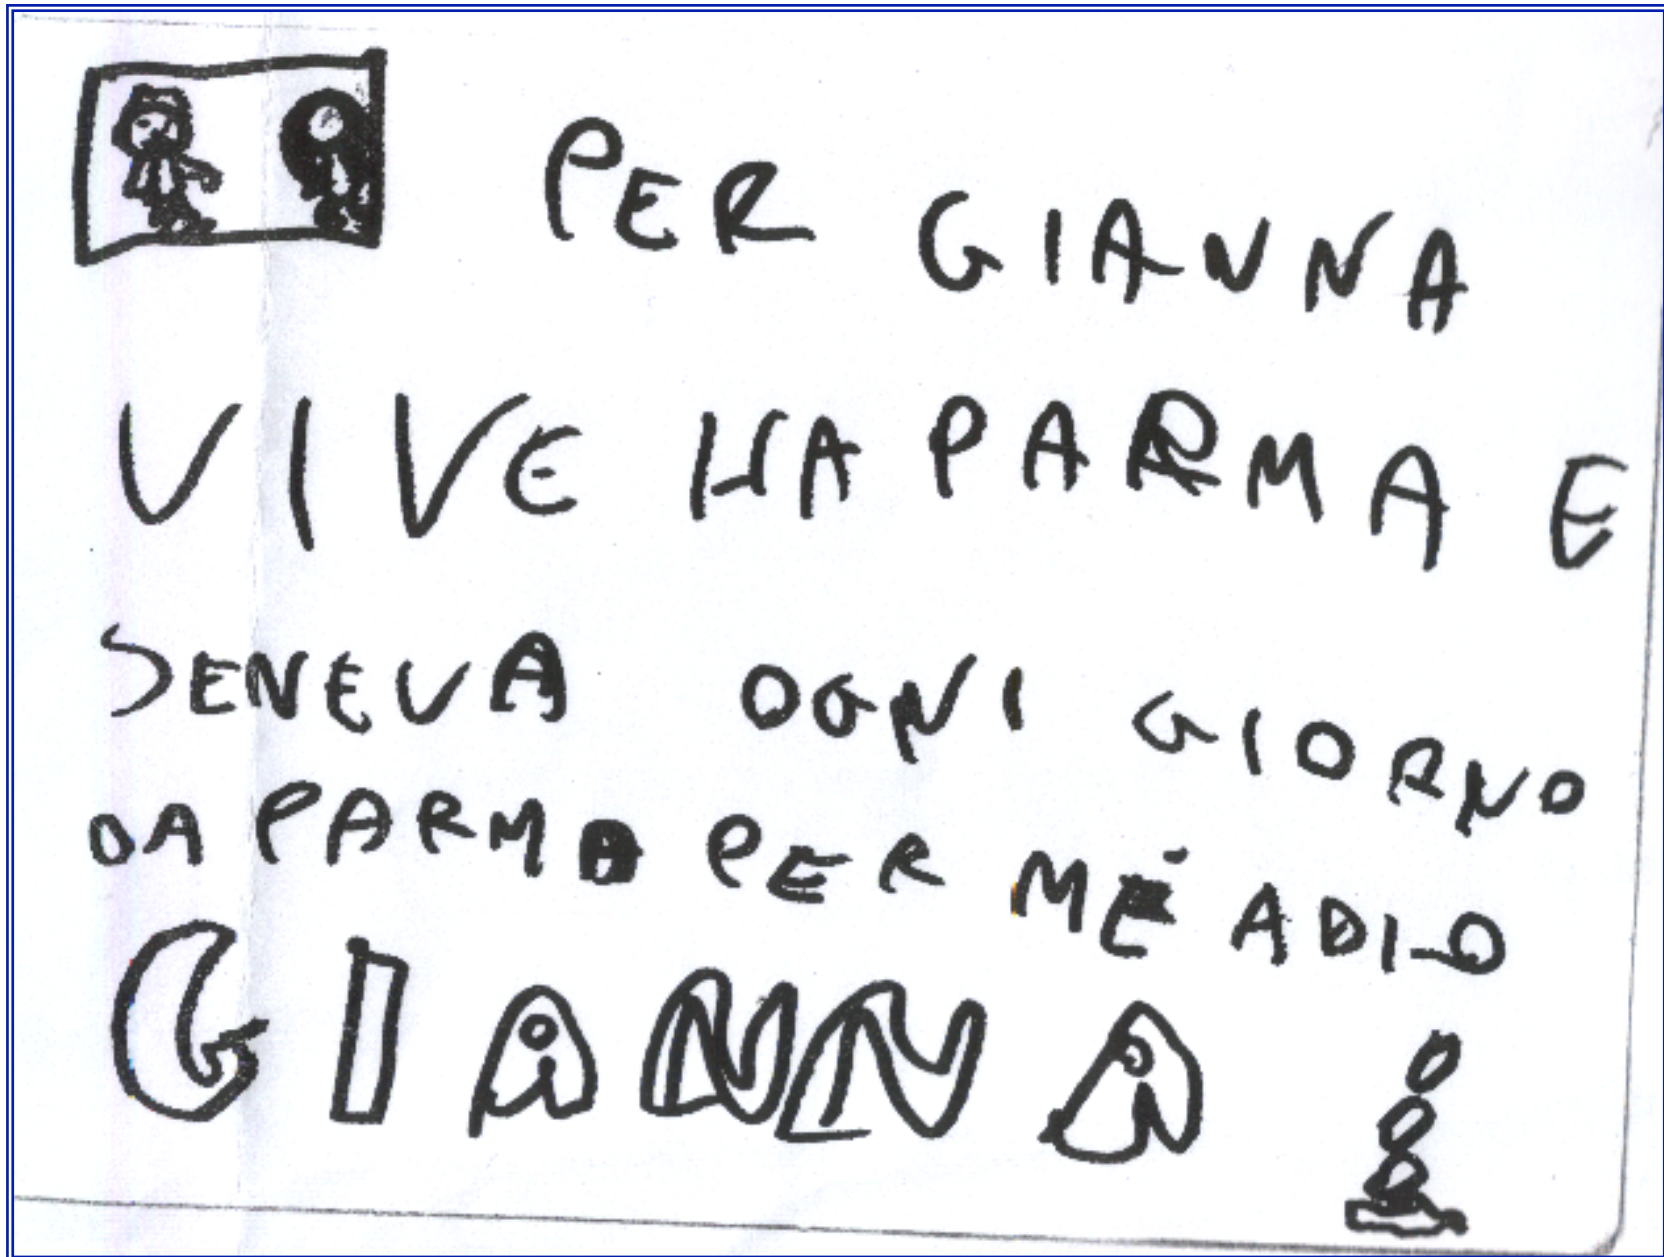 PER GIANNA
VIVE HA PARMA E
SENEVA OGNI GIORNO
DA PARMA PER ME ADIO
GIANNA